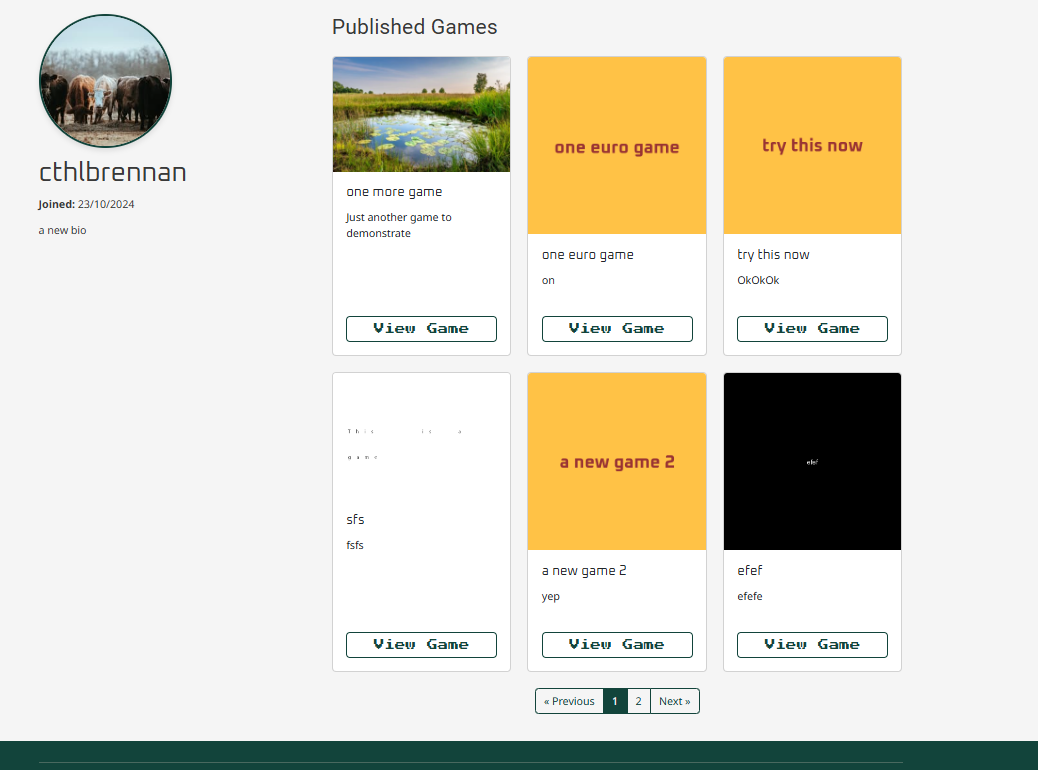 Published Games
cthlbrennan
Joined: 23/10/2024
a new bio
one more game
Just another game to
demonstrate
View Game
one euro game
one euro game
on
View Game
try this now
try this now
OkOkOk
View Game
This is a
game
sfs
fsfs
View Game
a new game 2
a new game 2
yep
View Game
efef
efef
efefe
View Game
« Previous 1 2 Next »